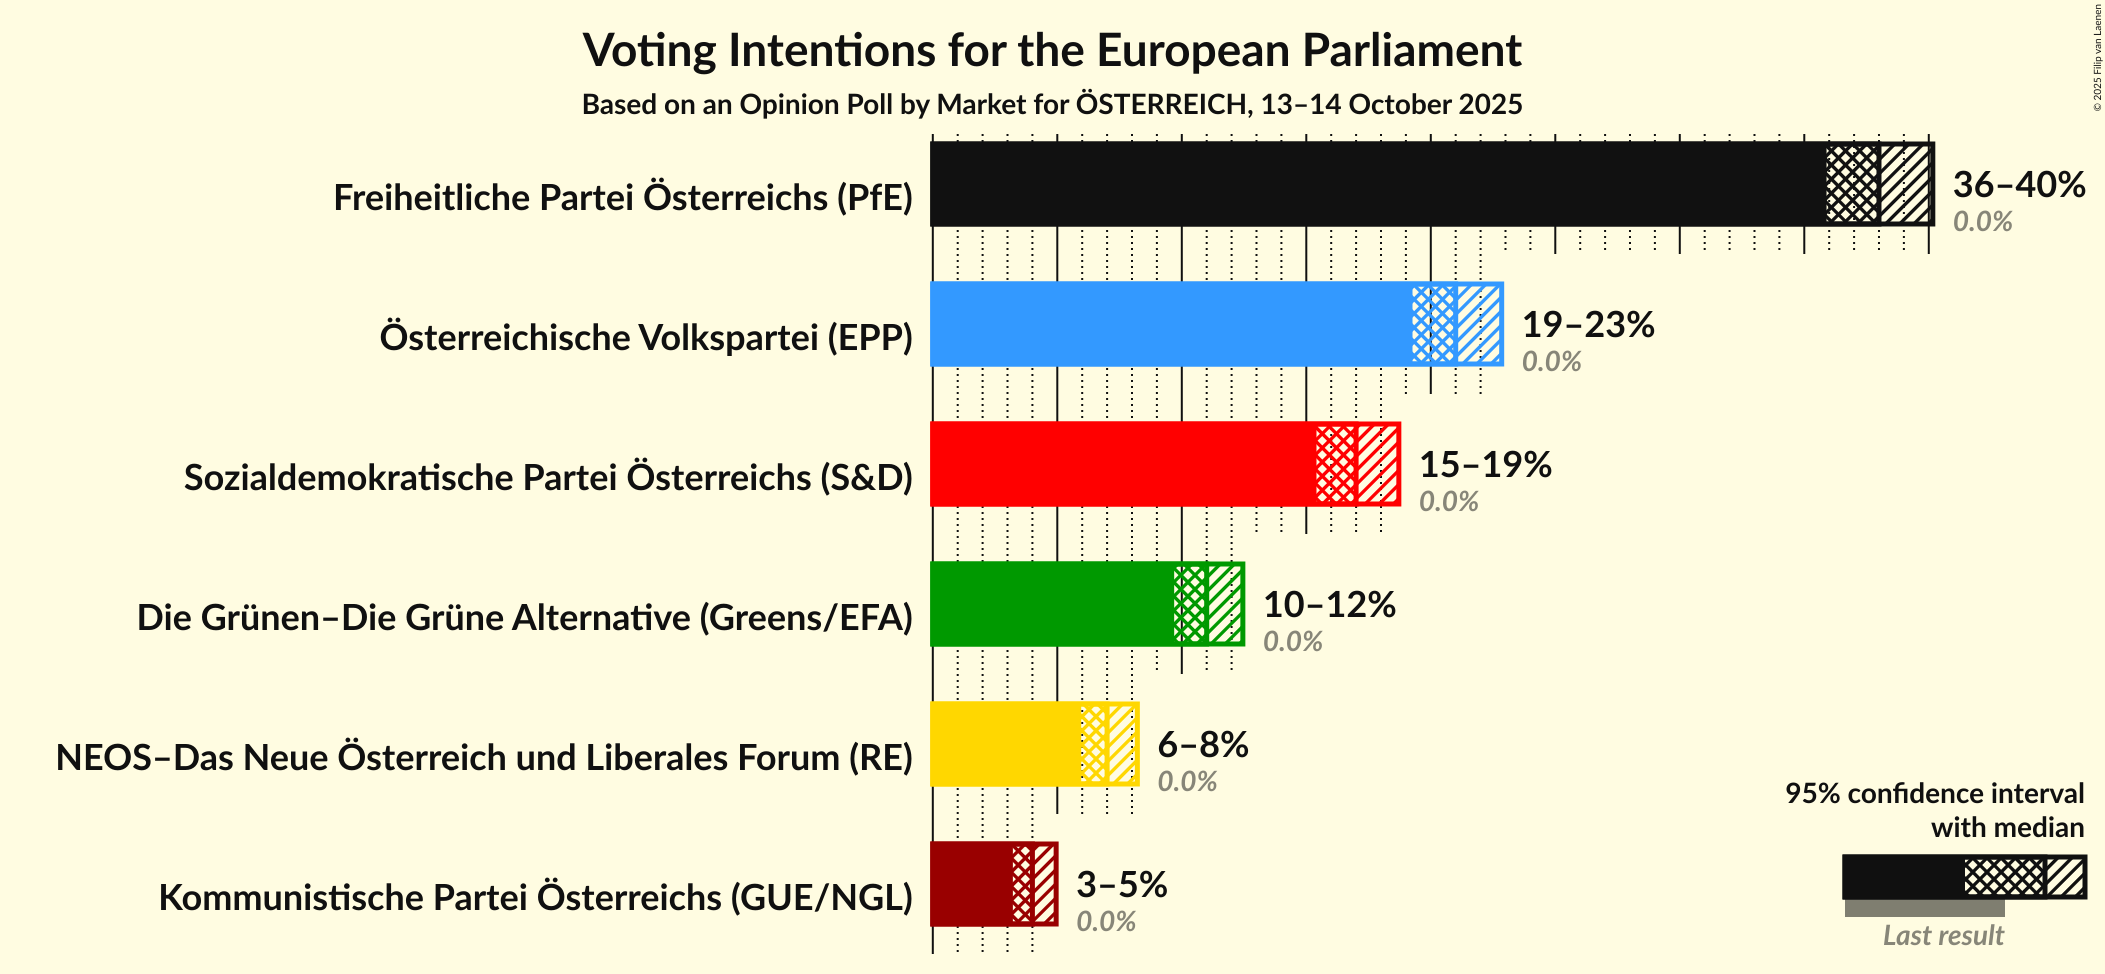 Voting Intentions for the European Parliament
Based on an Opinion Poll by Market for ÖSTERREICH, 13–14 October 2025
© 2025 Filip van Laenen
Freiheitliche Partei Österreichs (PfE)
36–40%
0.0%
Österreichische Volkspartei (EPP)
19–23%
0.0%
Sozialdemokratische Partei Österreichs (S&D)
15–19%
0.0%
Die Grünen–Die Grüne Alternative (Greens/EFA)
10–12%
0.0%
NEOS–Das Neue Österreich und Liberales Forum (RE)
6–8%
0.0%
Kommunistische Partei Österreichs (GUE/NGL)
3–5%
0.0%
95% confidence interval
with median
Last result